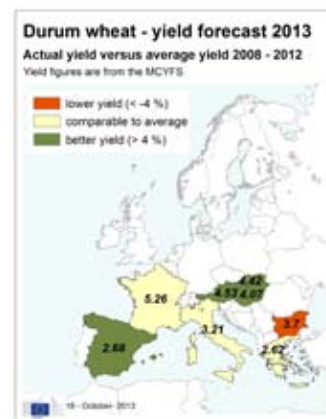 Durum wheat - yield forecast 2013
Actual yield versus average yield 2008 - 2012
Yield figures are from the MCYFS
lower yield (< -4 %)
comparable to average
better yield (> 4 %)
4.42
4.53 4.07
5.26
3.7
3.21
2.62
2.68
16 - October- 2013